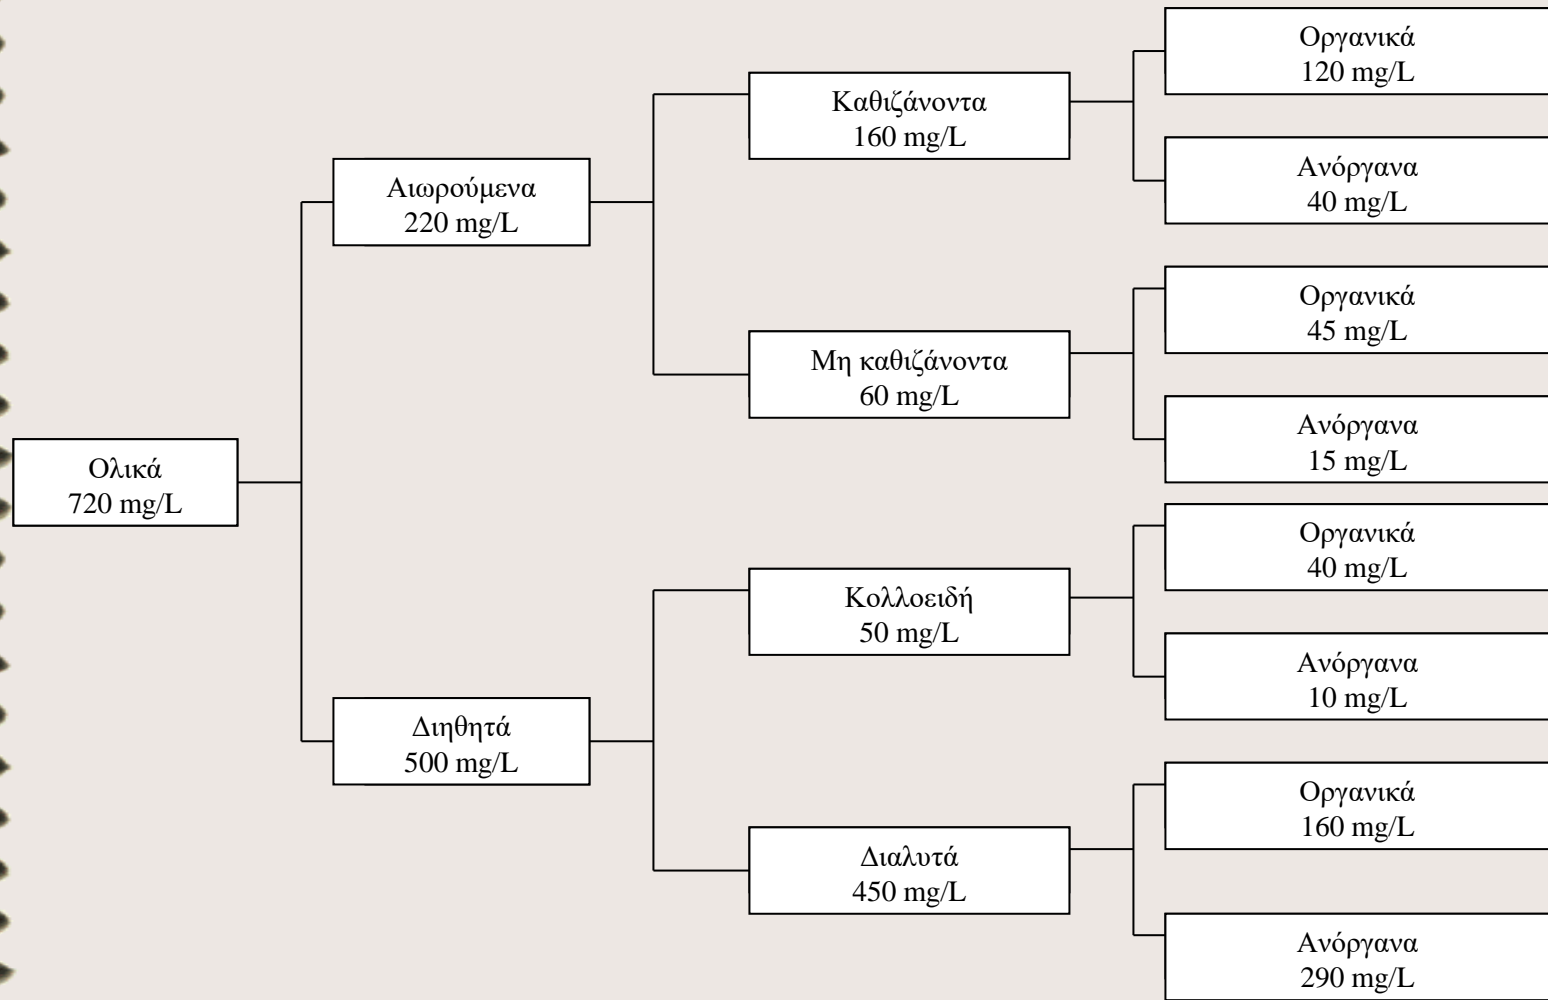 Ολικά
720 mg/L
Αιωρούμενα
220 mg/L
Διηθητά
500 mg/L
Καθιζάνοντα
160 mg/L
Μη καθιζάνοντα
60 mg/L
Κολλοειδή
50 mg/L
Διαλυτά
450 mg/L
Οργανικά
120 mg/L
Ανόργανα
40 mg/L
Οργανικά
45 mg/L
Ανόργανα
15 mg/L
Οργανικά
40 mg/L
Ανόργανα
10 mg/L
Οργανικά
160 mg/L
Ανόργανα
290 mg/L